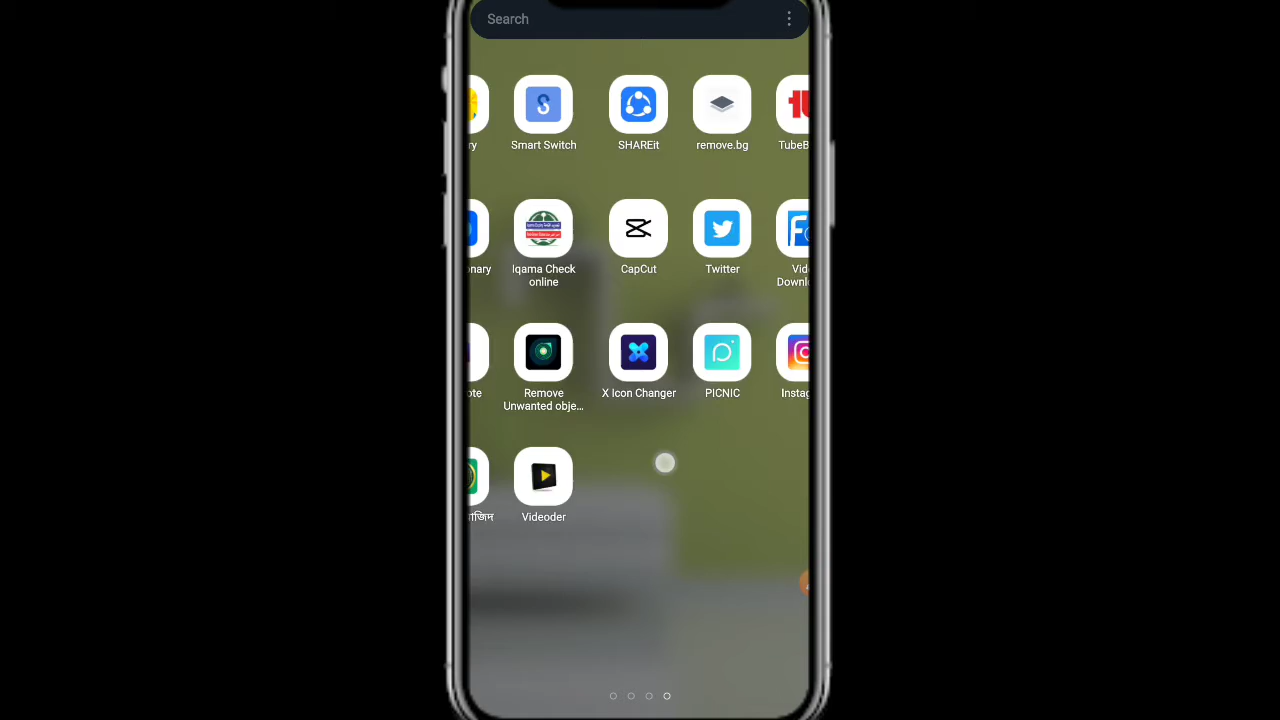 Search
ry
Smart Switch
SHAREit
remove.bg
TubeB
onary
Iqama Check
online
CapCut
Twitter
Vid
Downl
ote
Remove
Unwanted obje...
X Icon Changer
PICNIC
Instag
াজিদ
Videoder